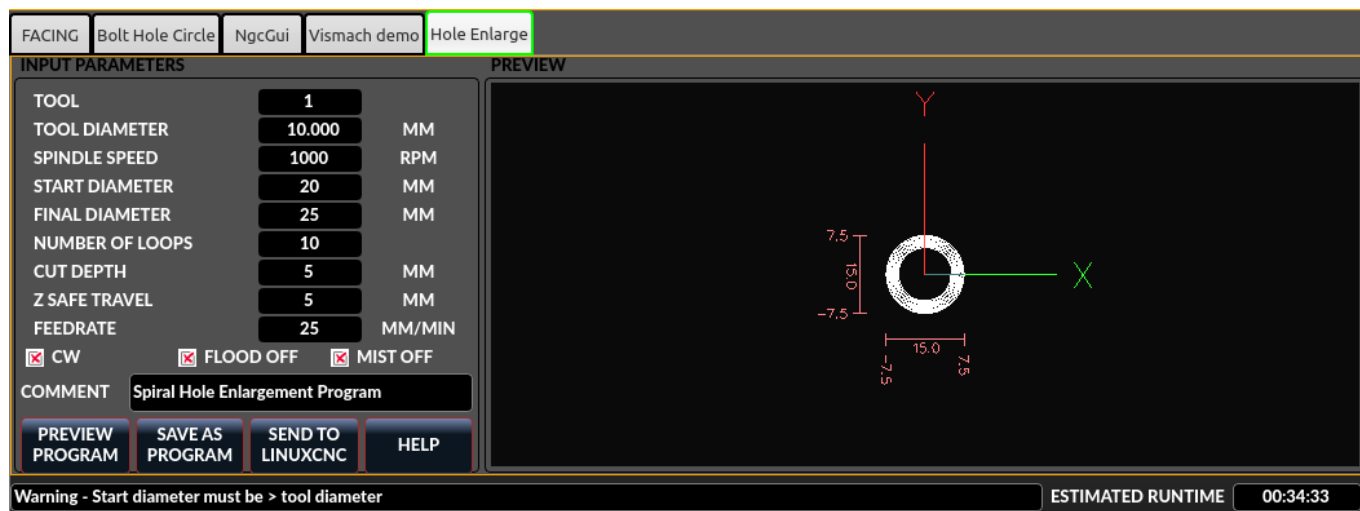 FACING Bolt Hole Circle NgcGui Vismach demo Hole Enlarge
INPUT PARAMETERS
TOOL 1
TOOL DIAMETER 10.000 MM
SPINDLE SPEED 1000 RPM
START DIAMETER 20 MM
FINAL DIAMETER 25 MM
NUMBER OF LOOPS 10
CUT DEPTH 5 MM
Z SAFE TRAVEL 5 MM
FEEDRATE 25 MM/MIN
CW FLOOD OFF MIST OFF
COMMENT Spiral Hole Enlargement Program
PREVIEW PROGRAM
SAVE AS PROGRAM
SEND TO LINUXCNC
HELP
PREVIEW
Y
7.5
15.0
-7.5
X
15.0
-7.5
7.5
Warning - Start diameter must be > tool diameter
ESTIMATED RUNTIME 00:34:33